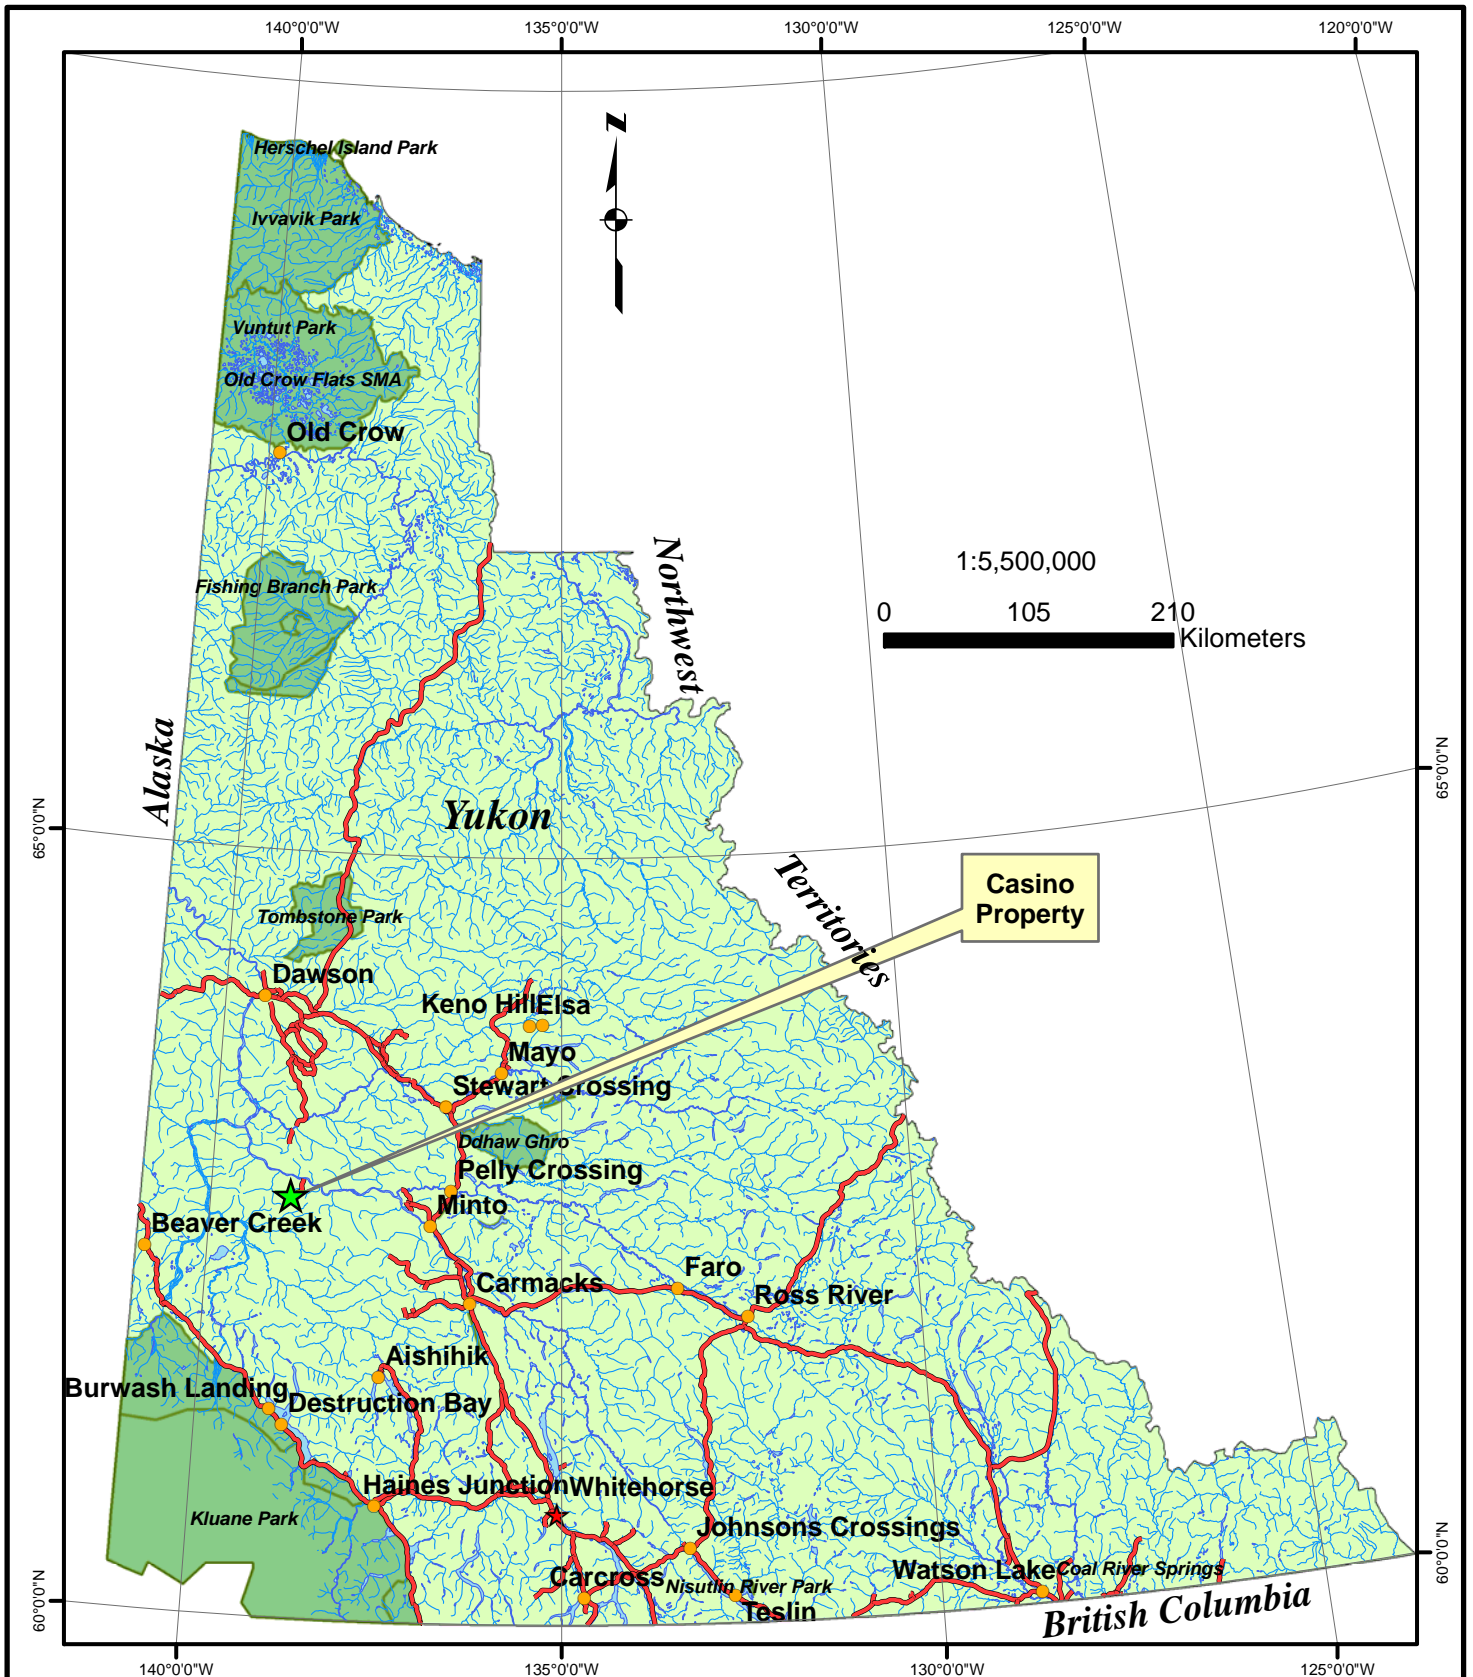 140°0'0"W
135°0'0"W
130°0'0"W
125°0'0"W
120°0'0"W
N
Herschel Island Park
Ivvavik Park
Vuntut Park
Old Crow Flats SMA
Old Crow
Northwest
1:5,500,000
Fishing Branch Park
0
105
210
Kilometers
Alaska
65°0'0"N
Yukon
65°0'0"N
Territories
Casino
Property
Tombstone Park
Dawson
Keno Hill
Elsa
Mayo
Stewart Crossing
Ddhaw Ghro
Pelly Crossing
Minto
Beaver Creek
Faro
Carmacks
Ross River
Aishihik
Burwash Landing
Destruction Bay
Haines Junction
Whitehorse
Kluane Park
Johnsons Crossings
60°0'0"N
Watson Lake
Coal River Springs
Carcross
Nisutlin River Park
60°0'0"N
Teslin
British Columbia
140°0'0"W
135°0'0"W
130°0'0"W
125°0'0"W